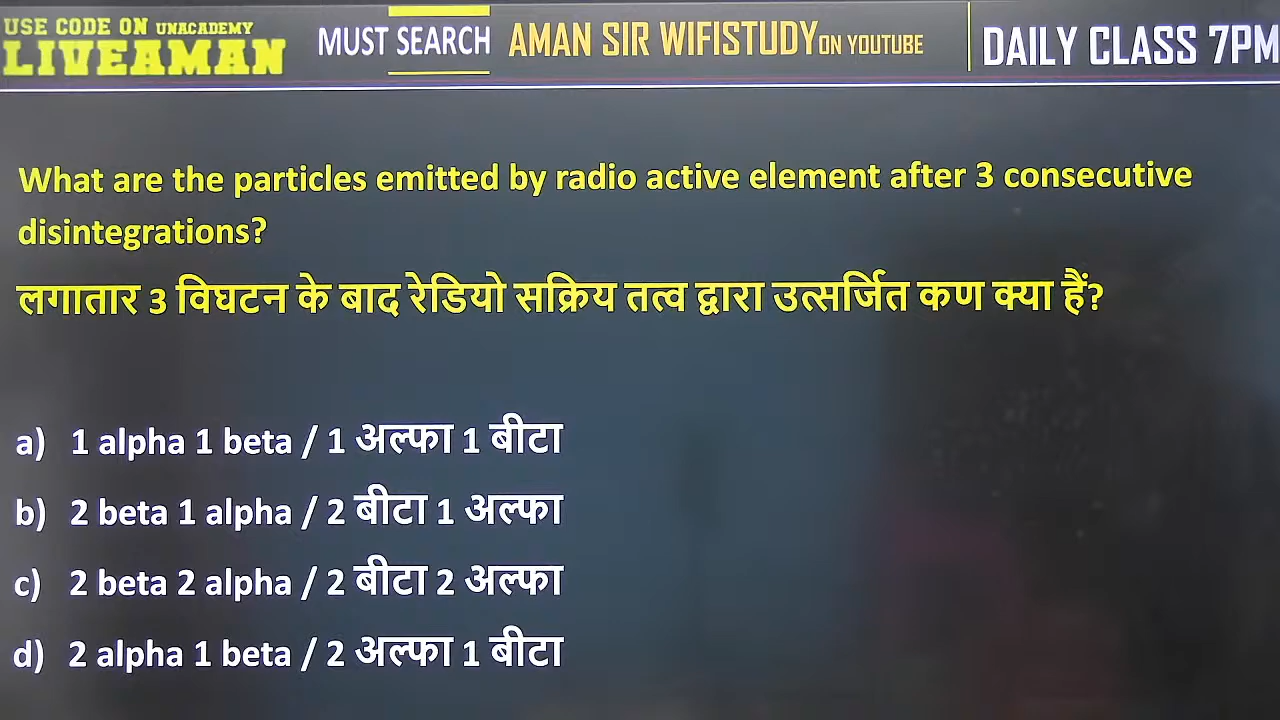 USE CODE ON UNACADEMY
LIVEAMAN
MUST SEARCH
AMAN SIR WIFISTUDY ON YOUTUBE
DAILY CLASS 7PM
What are the particles emitted by radio active element after 3 consecutive
disintegrations?
लगातार 3 विघटन के बाद रेडियो सक्रिय तत्व द्वारा उत्सर्जित कण क्या हैं?
a) 1 alpha 1 beta / 1 अल्फा 1 बीटा
b) 2 beta 1 alpha / 2 बीटा 1 अल्फा
c) 2 beta 2 alpha / 2 बीटा 2 अल्फा
d) 2 alpha 1 beta / 2 अल्फा 1 बीटा